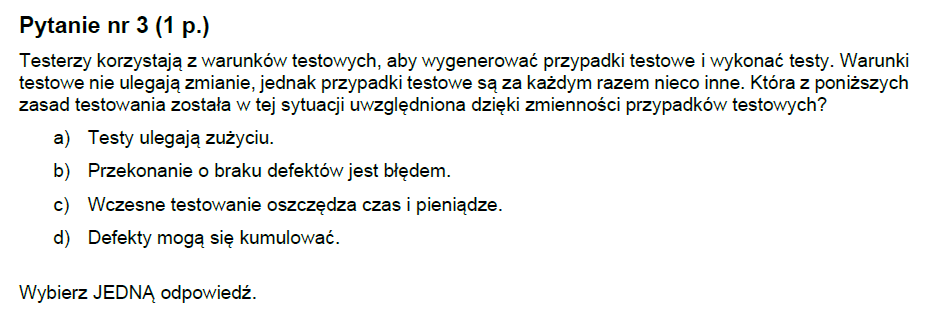 Pytanie nr 3 (1 p.)
Testerzy korzystają z warunków testowych, aby wygenerować przypadki testowe i wykonać testy. Warunki
testowe nie ulegają zmianie, jednak przypadki testowe są za każdym razem nieco inne. Która z poniższych
zasad testowania została w tej sytuacji uwzględniona dzięki zmienności przypadków testowych?
a) Testy ulegają zużyciu.
b) Przekonanie o braku defektów jest błędem.
c) Wczesne testowanie oszczędza czas i pieniądze.
d) Defekty mogą się kumulować.
Wybierz JEDNĄ odpowiedź.